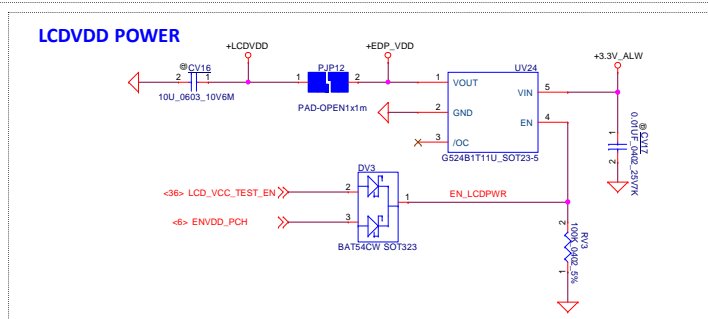 LCDVDD POWER
+LCDVDD
+EDP_VDD
+3.3V_ALW
@CV16
2 1
10U_0603_10V6M
PJP12
1 2
PAD-OPEN1x1m
UV24
1 VOUT
VIN 5
2 GND
EN 4
3 /OC
G524B1T11U_SOT23-5
@CV17
1
2
0.01UF_0402_25V7K
DV3
<36> LCD_VCC_TEST_EN
2
1
EN_LCDPWR
<6> ENVDD_PCH
3
BAT54CW SOT323
2
RV3
100K_0402_5%
1